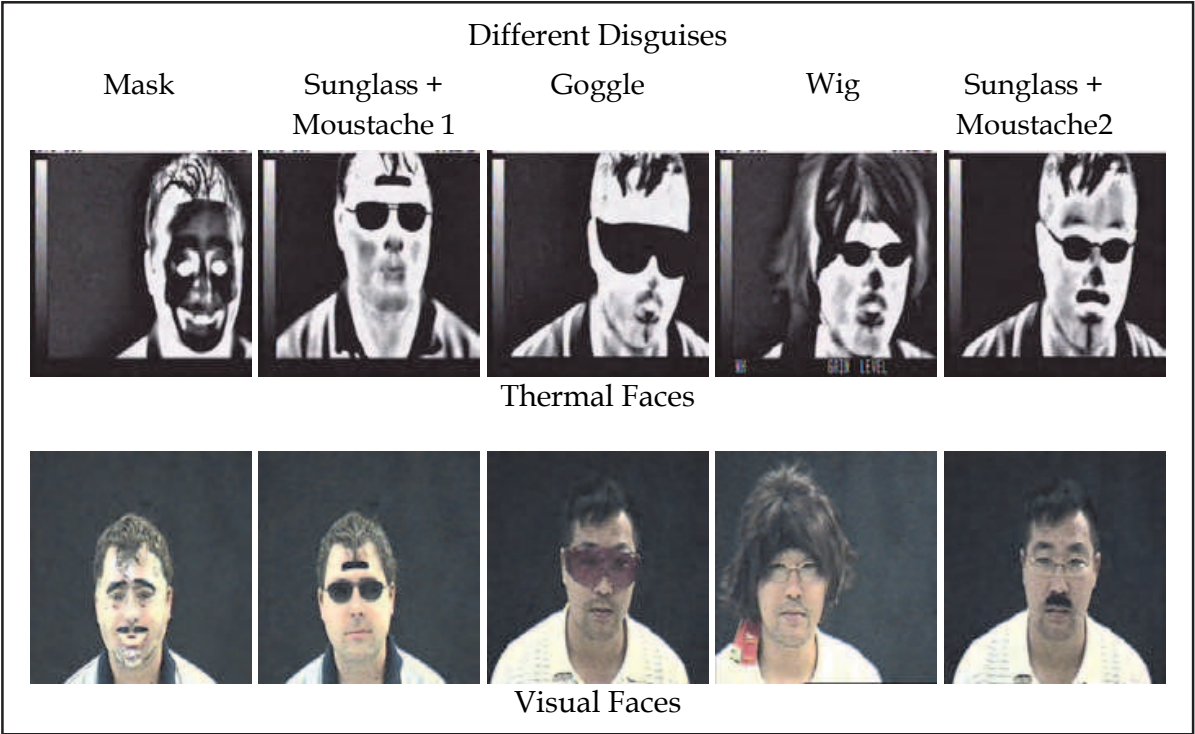 Different Disguises
Mask
Sunglass +
Moustache 1
Goggle
Wig
Sunglass +
Moustache2
GAIN LEVEL
Thermal Faces
Visual Faces